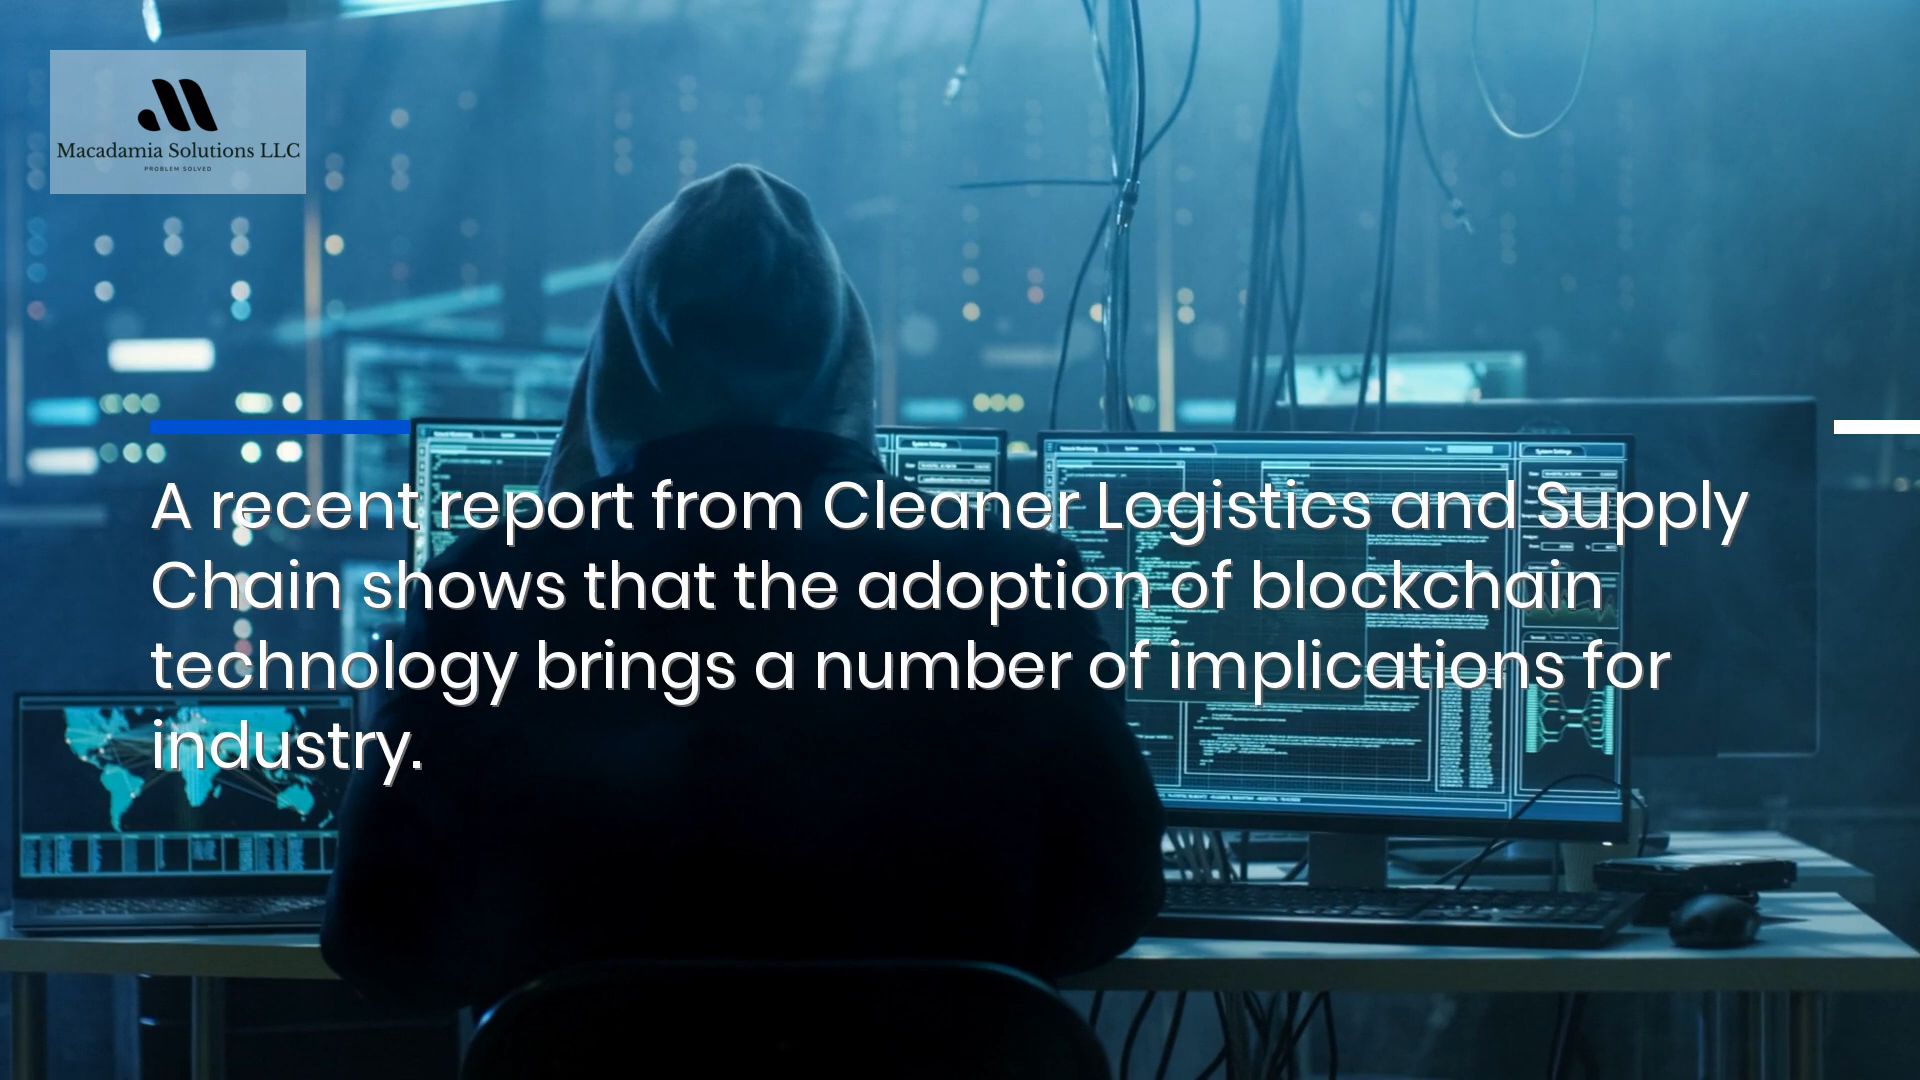 Macadamia Solutions LLC
PROBLEM SOLVED
A recent report from Cleaner Logistics and Supply
Chain shows that the adoption of blockchain
technology brings a number of implications for
industry.